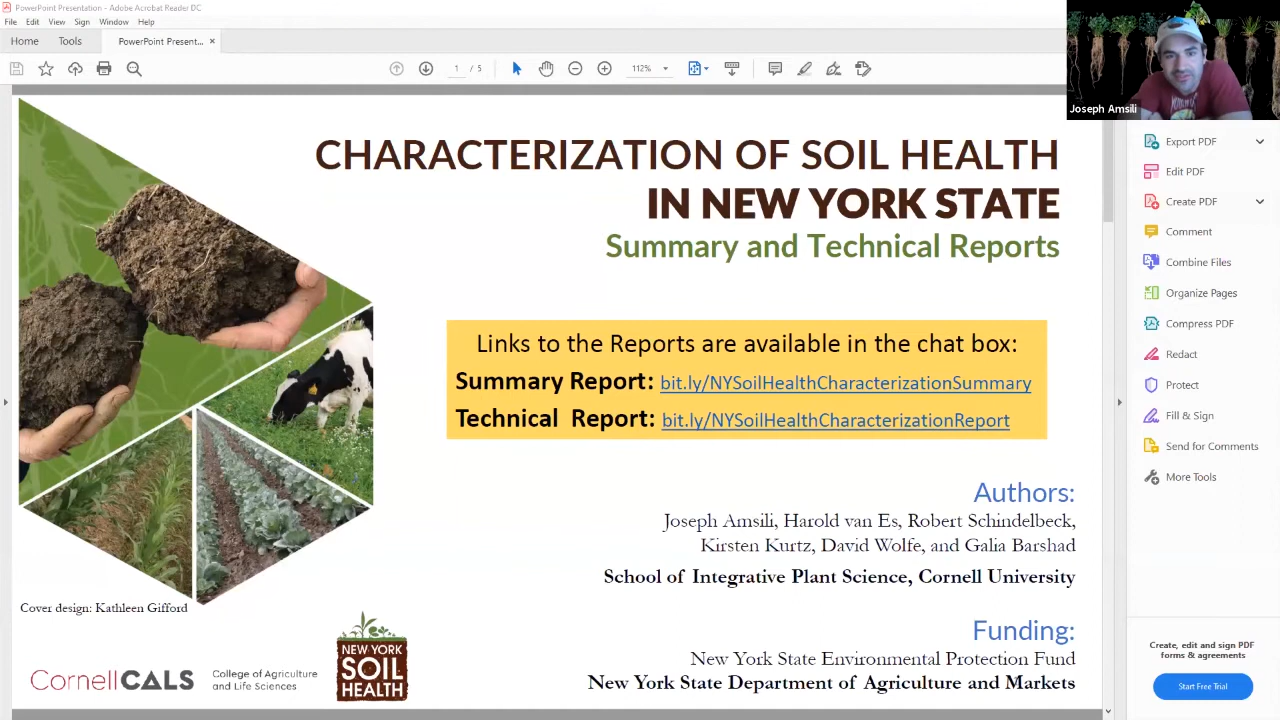 PowerPoint Presentation - Adobe Acrobat Reader DC
File Edit View Sign Window Help
Home Tools PowerPoint Present... ×
1 / 5 112%
Joseph Amsili
CHARACTERIZATION OF SOIL HEALTH
IN NEW YORK STATE
Summary and Technical Reports
Links to the Reports are available in the chat box:
Summary Report: bit.ly/NYSoilHealthCharacterizationSummary
Technical Report: bit.ly/NYSoilHealthCharacterizationReport
Authors:
Joseph Amsili, Harold van Es, Robert Schindelbeck,
Kirsten Kurtz, David Wolfe, and Galia Barshad
School of Integrative Plant Science, Cornell University
Cover design: Kathleen Gifford
Funding:
New York State Environmental Protection Fund
New York State Department of Agriculture and Markets
CornellCALS
College of Agriculture
and Life Sciences
NEW YORK
SOIL
HEALTH
Export PDF
Edit PDF
Create PDF
Comment
Combine Files
Organize Pages
Compress PDF
Redact
Protect
Fill & Sign
Send for Comments
More Tools
Create, edit and sign PDF
forms & agreements
Start Free Trial